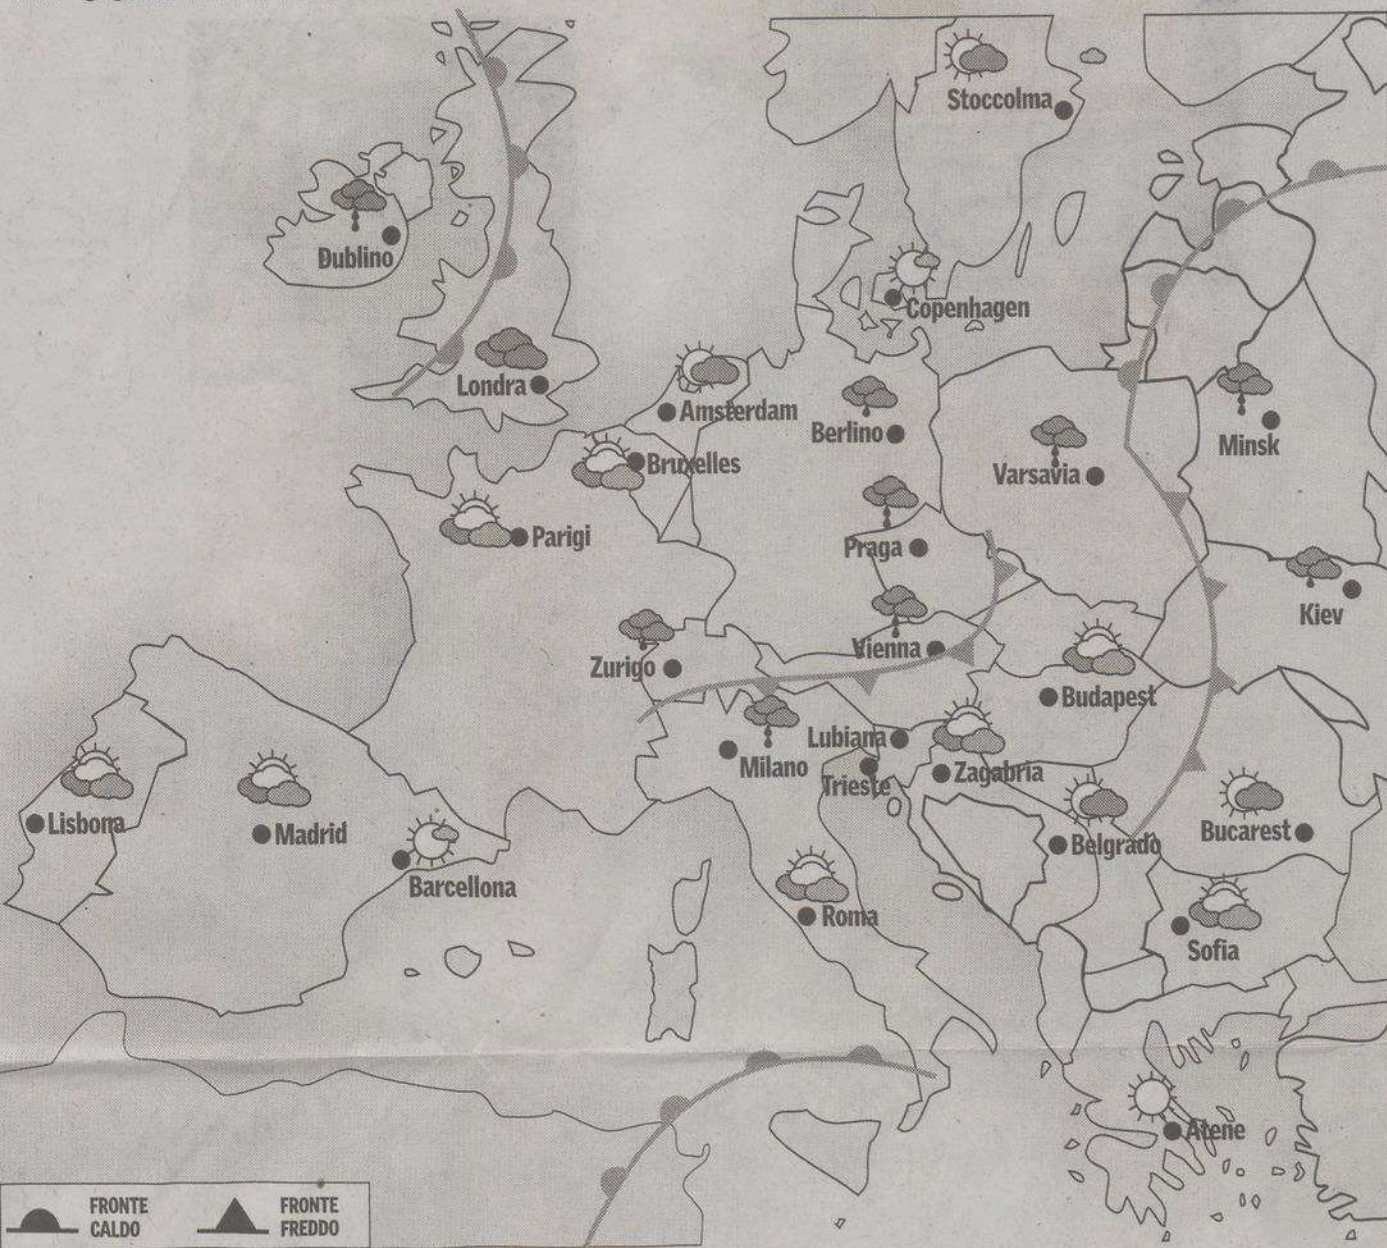 Stoccolma
Dublino
Copenhagen
Londra
Amsterdam
Berlino
Minsk
Bruxelles
Varsavia
Parigi
Praga
Kiev
Vienna
Zurigo
Budapest
Lubiana
Milano
Zagabria
Trieste
Lisbona
Madrid
Belgrado
Bucarest
Barcellona
Roma
Sofia
Atene
FRONTE
CALDO
FRONTE
FREDDO